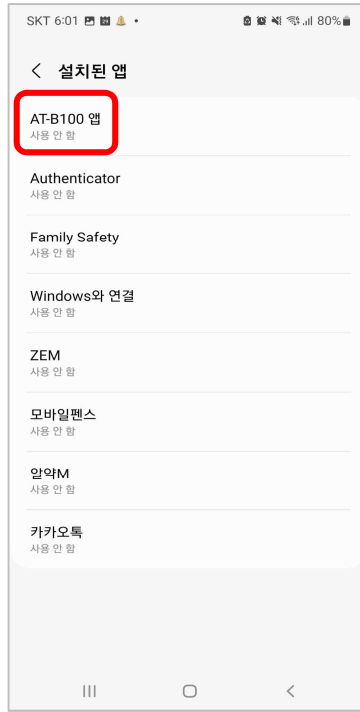 SKT 6:01
80%
설치된 앱
AT-B100 앱
사용 안 함
Authenticator
사용 안 함
Family Safety
사용 안 함
Windows와 연결
사용 안 함
ZEM
사용 안 함
모바일펜스
사용 안 함
알약M
사용 안 함
카카오톡
사용 안 함